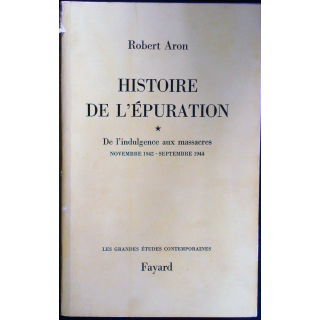 Robert Aron
HISTOIRE
DE L'ÉPURATION
★
De l'indulgence aux massacres
NOVEMBRE 1942 - SEPTEMBRE 1944
LES GRANDES ÉTUDES CONTEMPORAINES
Fayard